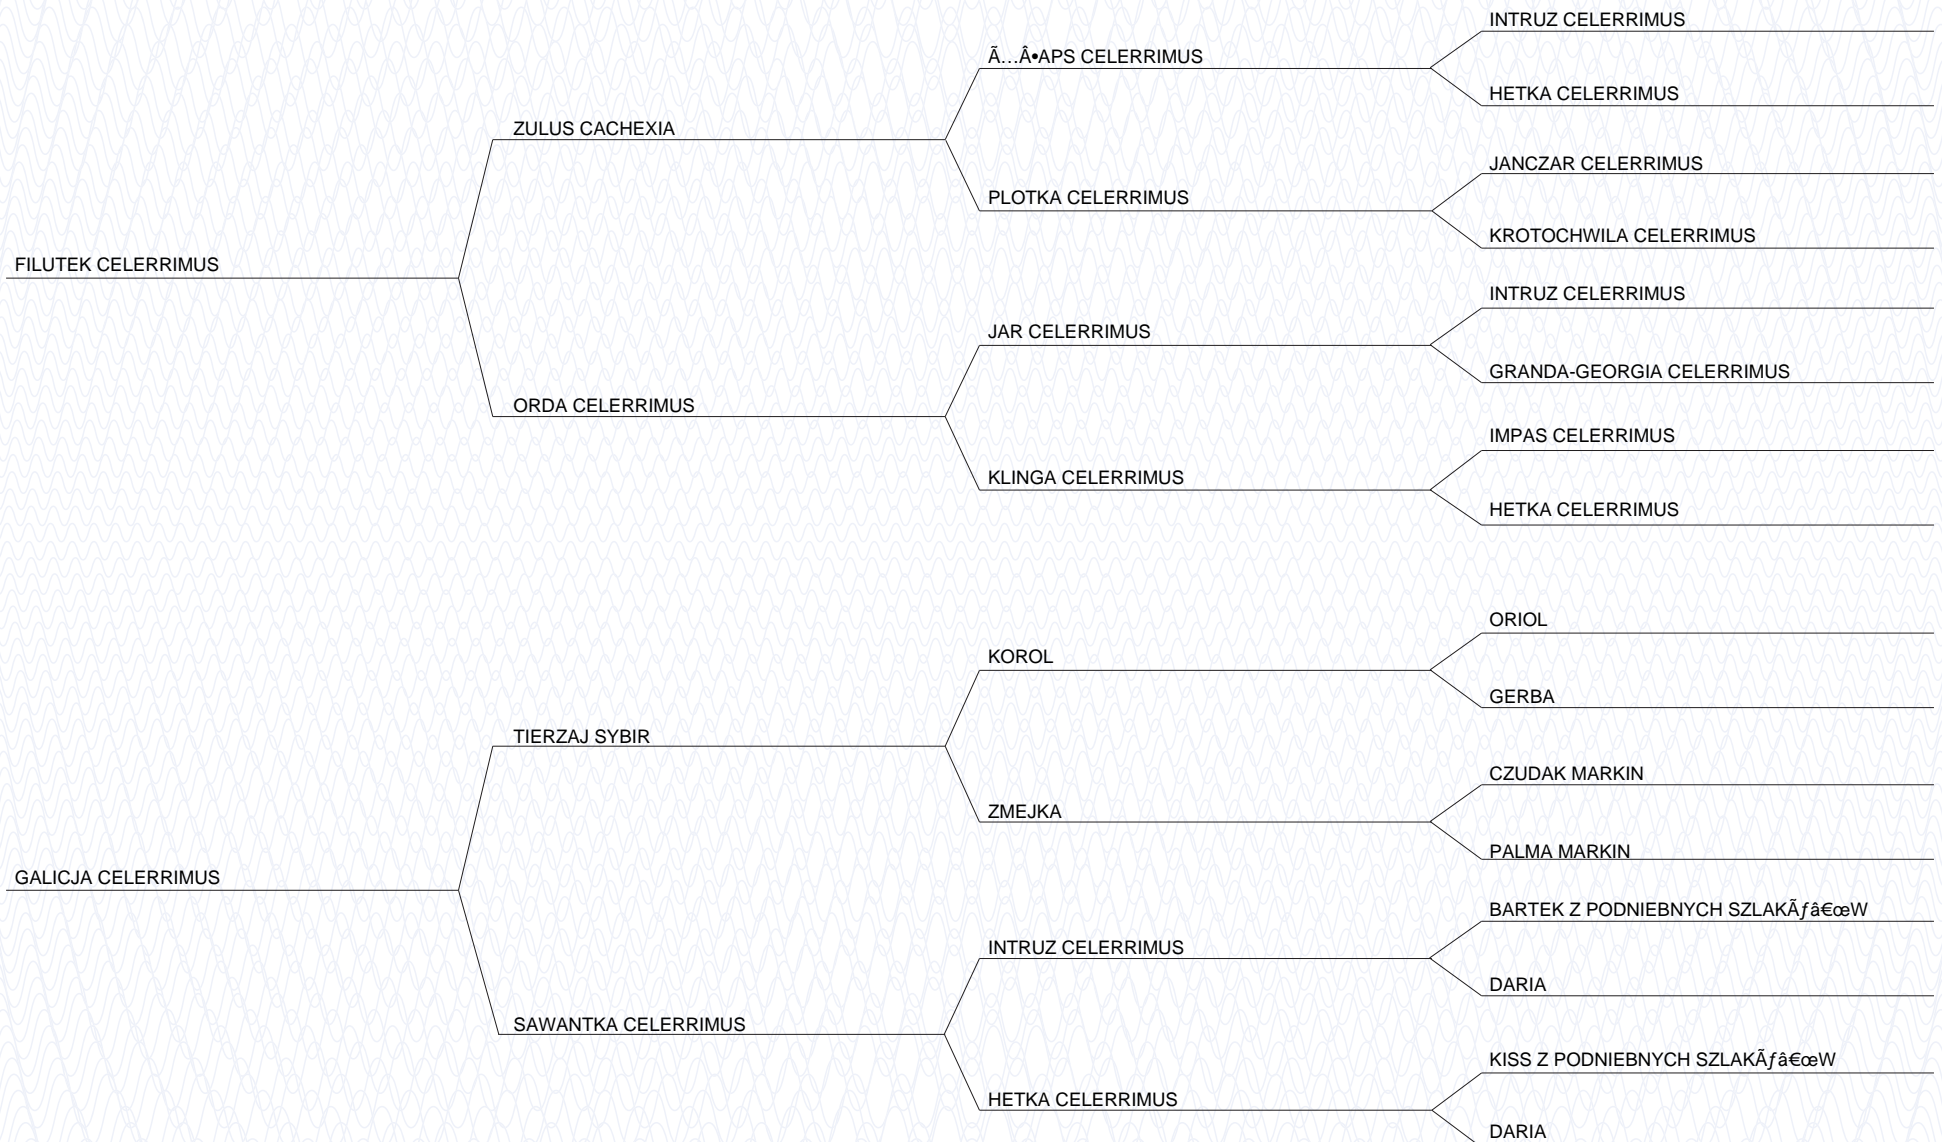 INTRUZ CELERRIMUS
Ã…Â•APS CELERRIMUS
HETKA CELERRIMUS
ZULUS CACHEXIA
JANCZAR CELERRIMUS
PLOTKA CELERRIMUS
KROTOCHWILA CELERRIMUS
FILUTEK CELERRIMUS
INTRUZ CELERRIMUS
JAR CELERRIMUS
GRANDA-GEORGIA CELERRIMUS
ORDA CELERRIMUS
IMPAS CELERRIMUS
KLINGA CELERRIMUS
HETKA CELERRIMUS
ORIOL
KOROL
GERBA
TIERZAJ SYBIR
CZUDAK MARKIN
ZMEJKA
PALMA MARKIN
GALICJA CELERRIMUS
BARTEK Z PODNIEBNYCH SZLAKÃƒâ€œW
INTRUZ CELERRIMUS
DARIA
SAWANTKA CELERRIMUS
KISS Z PODNIEBNYCH SZLAKÃƒâ€œW
HETKA CELERRIMUS
DARIA